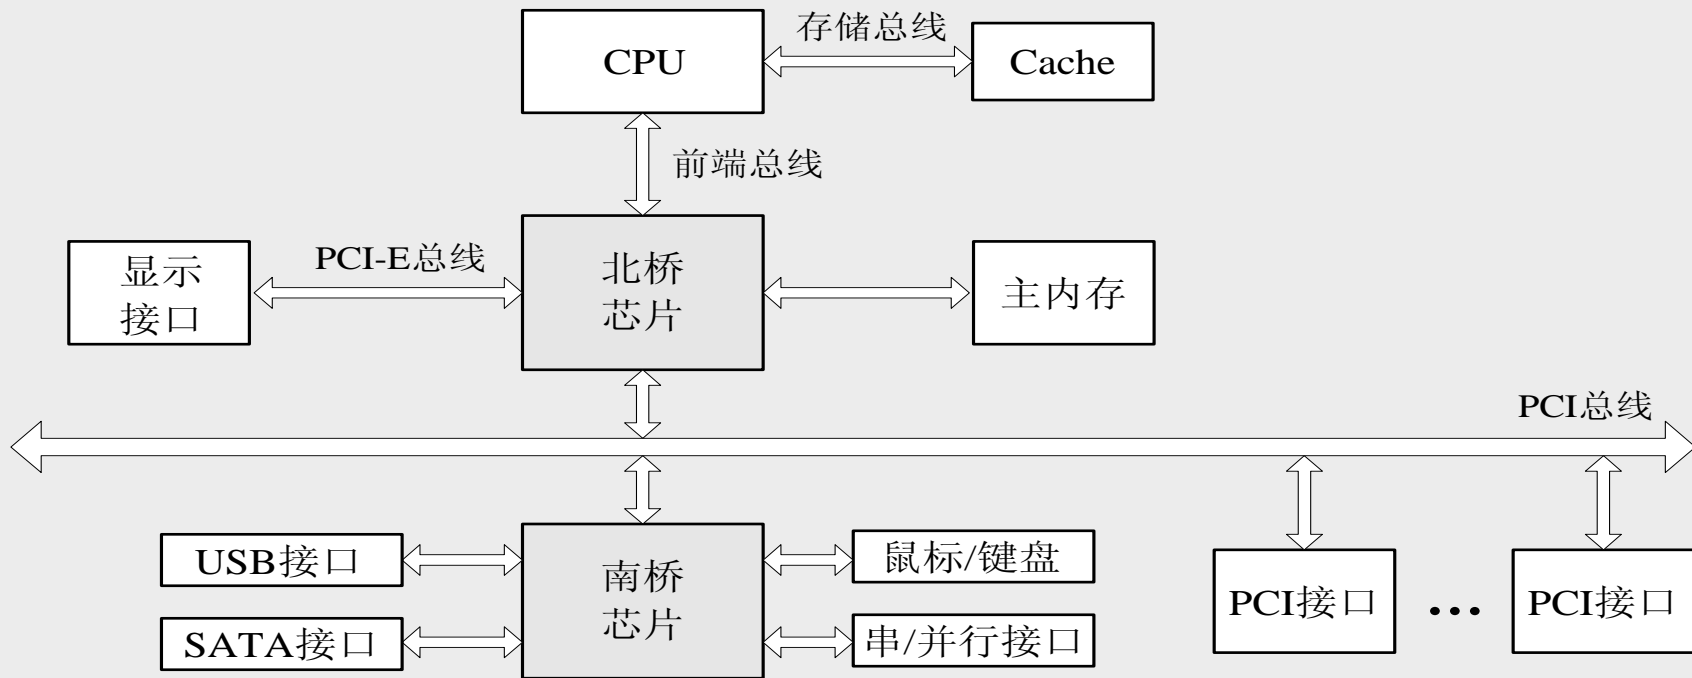 存储总线
CPU
Cache
前端总线
显示
接口
PCI-E总线
北桥
芯片
主内存
PCI总线
USB接口
南桥
芯片
鼠标/键盘
PCI接口
...
PCI接口
SATA接口
串/并行接口